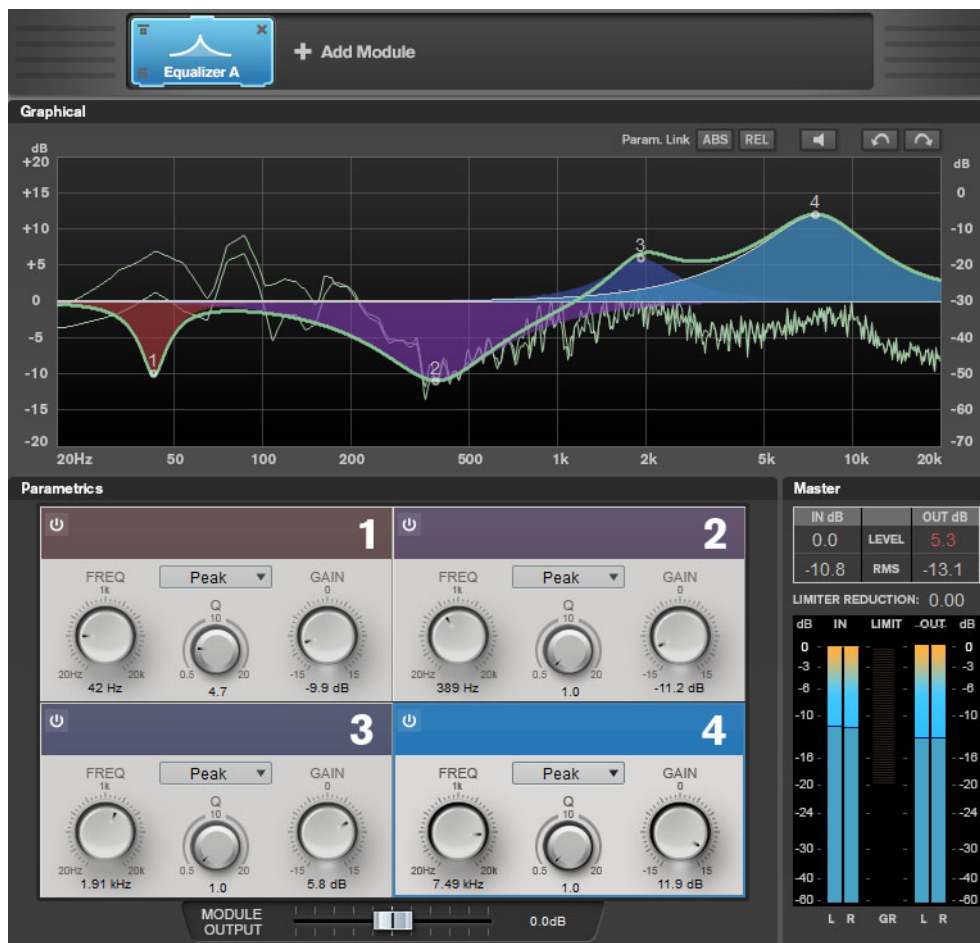 Equalizer A
+ Add Module
Graphical
Param. Link ABS REL
dB
+20
+15
+10
+5
0
-5
-10
-15
-20
dB
0
-10
-20
-30
-40
-50
-60
-70
1
2
3
4
20Hz 50 100 200 500 1k 2k 5k 10k 20k
Parametrics
1
FREQ Peak GAIN
1k Q 0
10
20Hz 20k 0.5 20 -15 15
42 Hz 4.7 -9.9 dB
2
FREQ Peak GAIN
1k Q 0
10
20Hz 20k 0.5 20 -15 15
389 Hz 1.0 -11.2 dB
3
FREQ Peak GAIN
1k Q 0
10
20Hz 20k 0.5 20 -15 15
1.91 kHz 1.0 5.8 dB
4
FREQ Peak GAIN
1k Q 0
10
20Hz 20k 0.5 20 -15 15
7.49 kHz 1.0 11.9 dB
MODULE
OUTPUT
0.0dB
Master
IN dB OUT dB
0.0 LEVEL 5.3
-10.8 RMS -13.1
LIMITER REDUCTION: 0.00
dB IN LIMIT OUT dB
0 0
-3 -3
-6 -6
-10 -10
-16 -16
-20 -20
-24 -24
-30 -30
-40 -40
-60 -60
L R GR L R